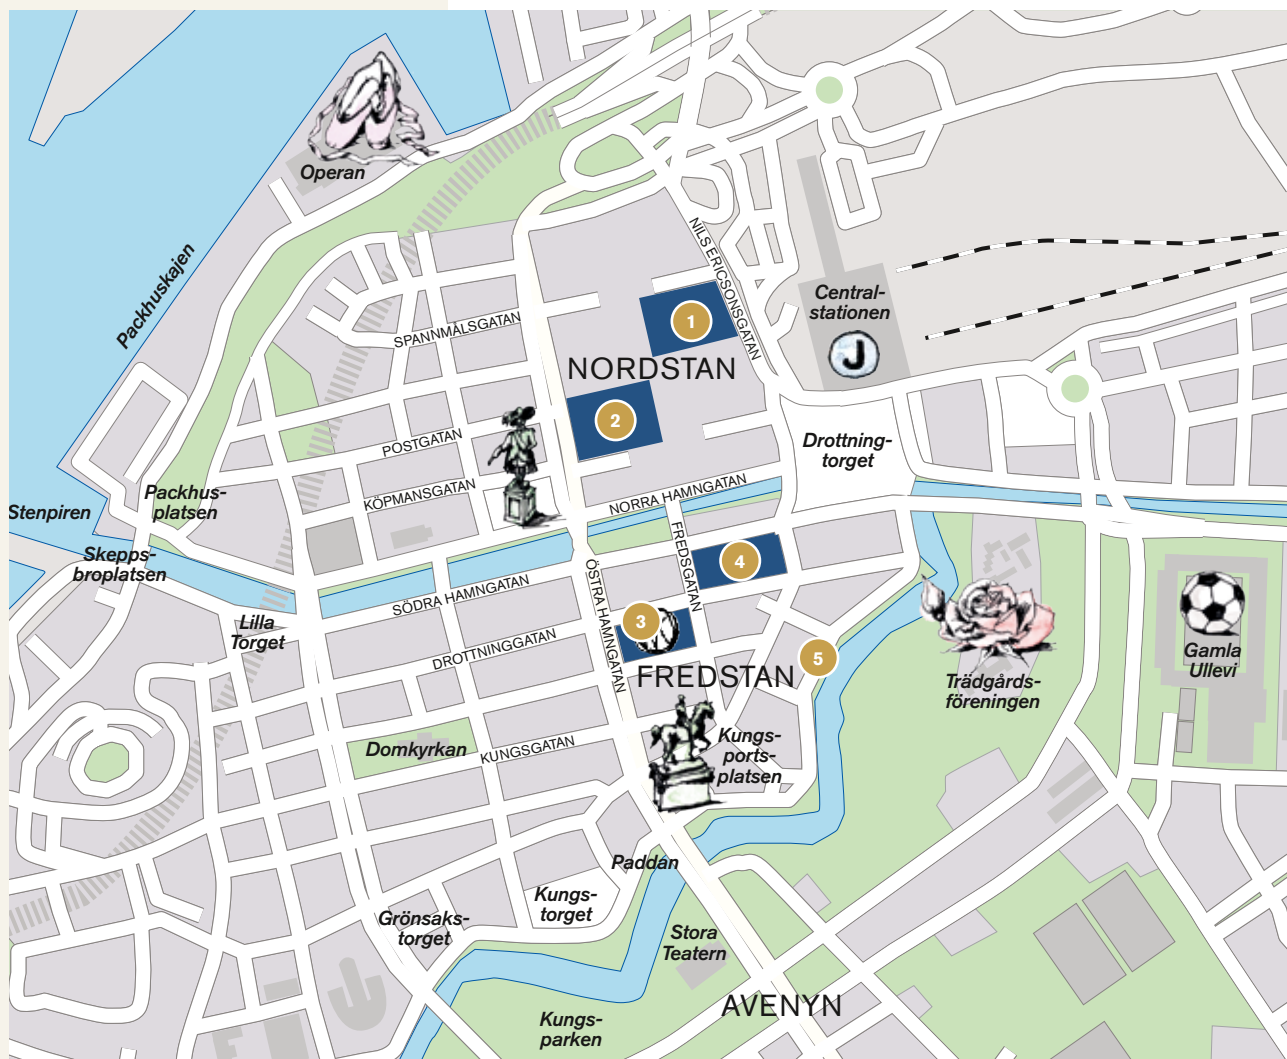 Operan
Packhuskajen
NILS ERICSONSGATAN
Central-
stationen
J
SPANNMÅLSGATAN
1
NORDSTAN
2
POSTGATAN
Drottning-
torget
KÖPMANSGATAN
NORRA HAMNGATAN
Packhus-
platsen
Stenpiren
Skepps-
broplatsen
FREDSGATAN
4
ÖSTRA HAMNGATAN
SÖDRA HAMNGATAN
Lilla
Torget
3
DROTTNINGGATAN
5
FREDSTAN
Gamla
Ullevi
Trädgårds-
föreningen
Domkyrkan
KUNGSGATAN
Kungs-
ports-
platsen
Paddan
Kungs-
torget
Grönsaks-
torget
Stora
Teatern
AVENYN
Kungs-
parken